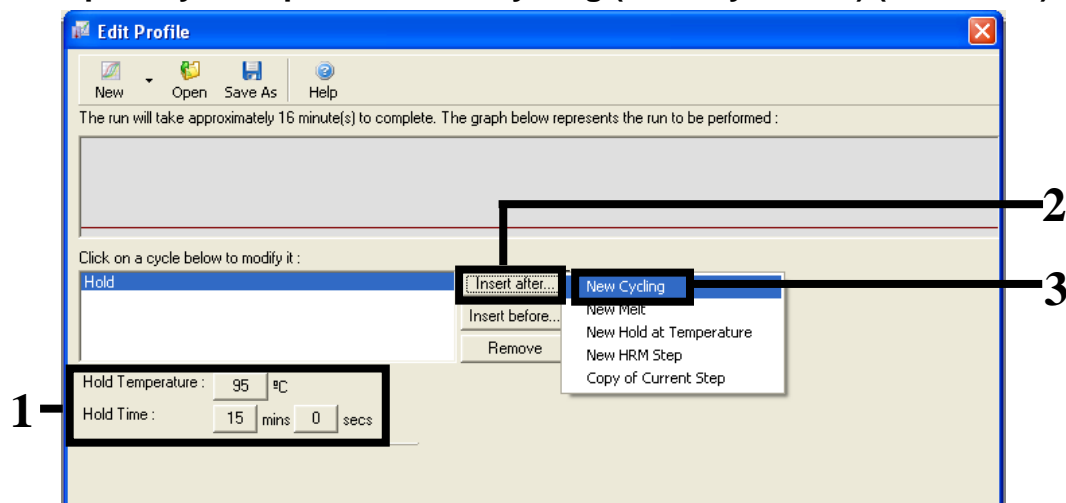 Edit Profile
New Open Save As Help
The run will take approximately 16 minute(s) to complete. The graph below represents the run to be performed :
2
Click on a cycle below to modify it :
Hold
Insert after...
New Cycling
3
Insert before...
New Melt
New Hold at Temperature
Remove
New HRM Step
Copy of Current Step
1
Hold Temperature : 95 ºC
Hold Time : 15 mins 0 secs